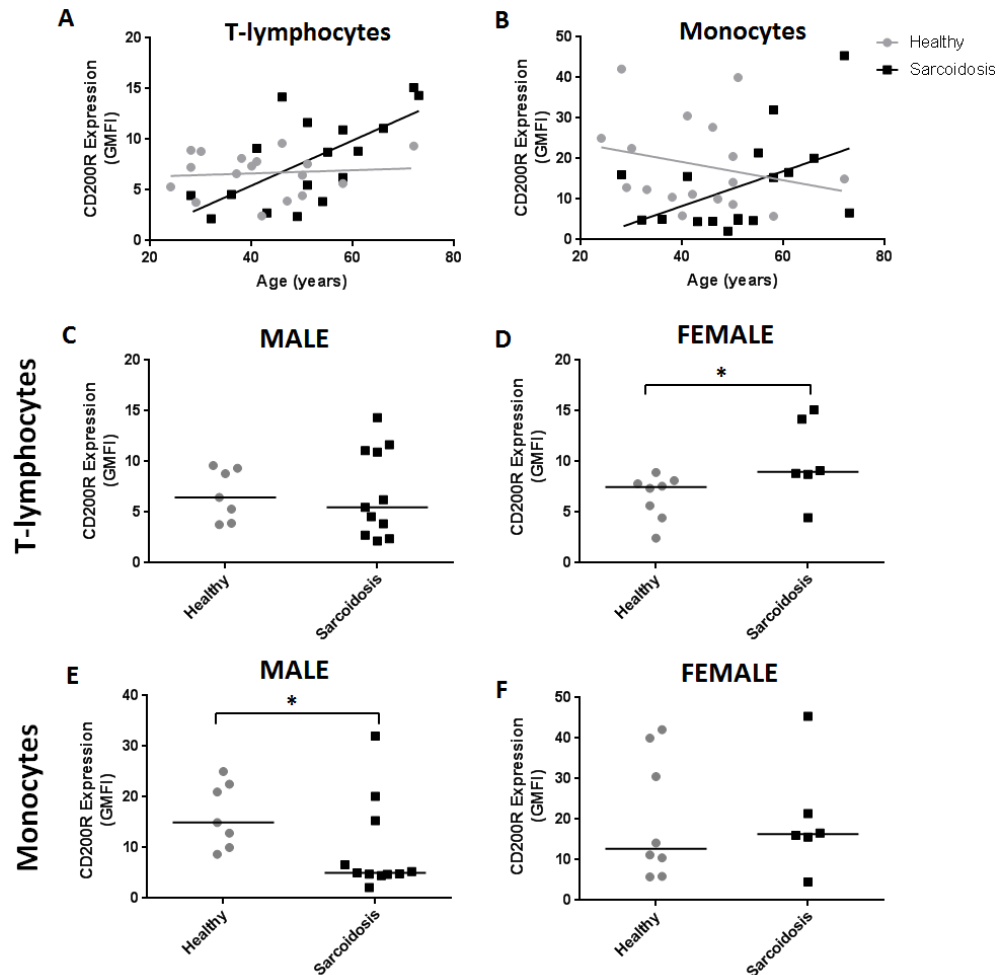 A
T-lymphocytes
CD200R Expression
(GMFI)
20
15
10
5
0
20
40
60
80
Age (years)
B
Monocytes
CD200R Expression
(GMFI)
50
40
30
20
10
0
20
40
60
80
Age (years)
Healthy
Sarcoidosis
T-lymphocytes
C
MALE
CD200R Expression
(GMFI)
20
15
10
5
0
Healthy
Sarcoidosis
D
FEMALE
*
CD200R Expression
(GMFI)
20
15
10
5
0
Healthy
Sarcoidosis
Monocytes
E
MALE
*
CD200R Expression
(GMFI)
40
30
20
10
0
Healthy
Sarcoidosis
F
FEMALE
CD200R Expression
(GMFI)
50
40
30
20
10
0
Healthy
Sarcoidosis